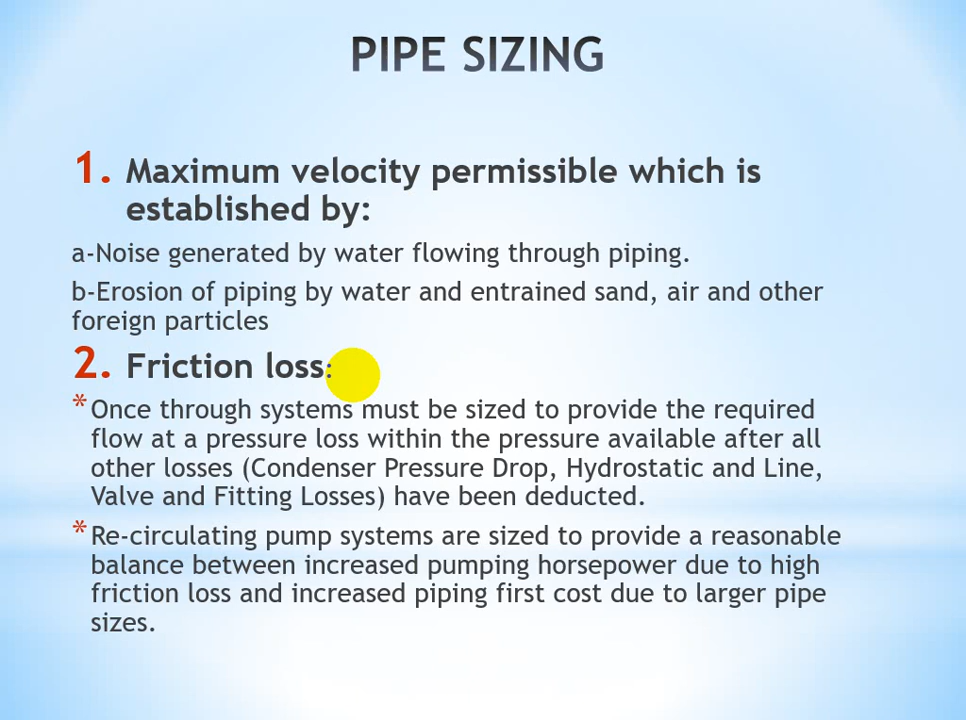 PIPE SIZING
1. Maximum velocity permissible which is
established by:
a-Noise generated by water flowing through piping.
b-Erosion of piping by water and entrained sand, air and other
foreign particles
2. Friction loss:
* Once through systems must be sized to provide the required
flow at a pressure loss within the pressure available after all
other losses (Condenser Pressure Drop, Hydrostatic and Line,
Valve and Fitting Losses) have been deducted.
* Re-circulating pump systems are sized to provide a reasonable
balance between increased pumping horsepower due to high
friction loss and increased piping first cost due to larger pipe
sizes.